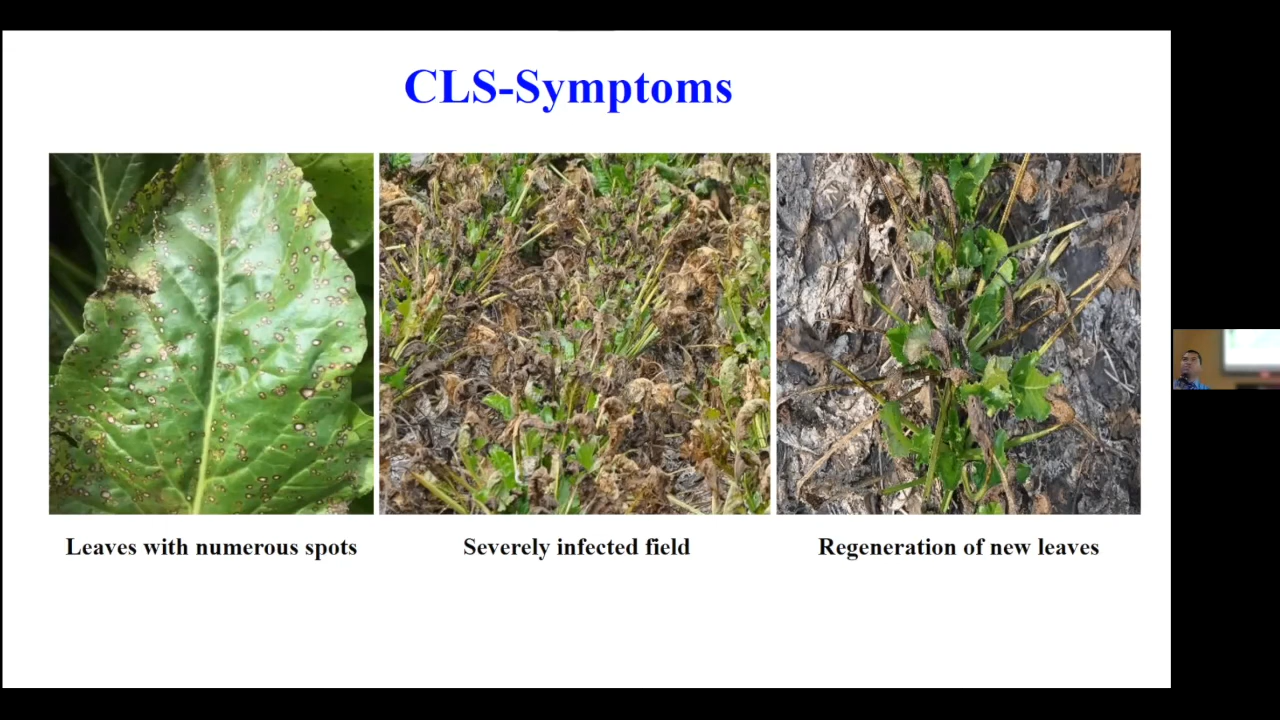 CLS-Symptoms
Leaves with numerous spots
Severely infected field
Regeneration of new leaves